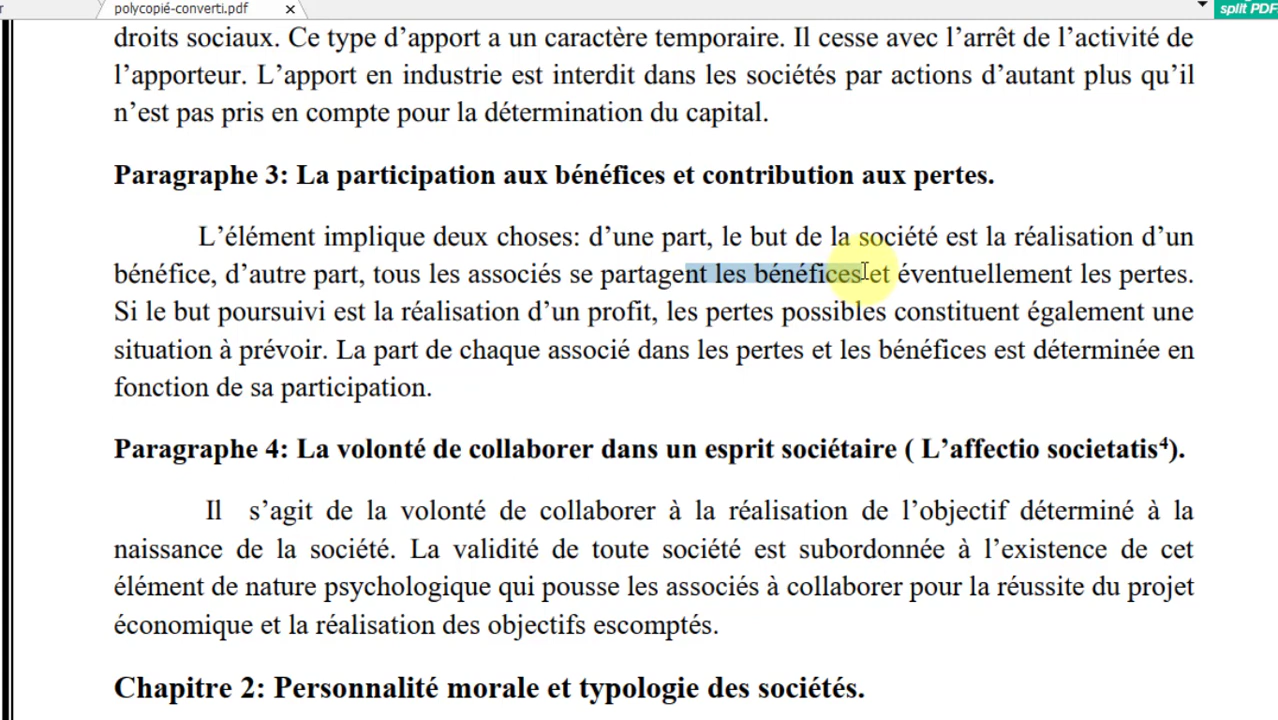 polycopié-converti.pdf
split PDF
droits sociaux. Ce type d’apport a un caractère temporaire. Il cesse avec l’arrêt de l’activité de
l’apporteur. L’apport en industrie est interdit dans les sociétés par actions d’autant plus qu’il
n’est pas pris en compte pour la détermination du capital.
Paragraphe 3: La participation aux bénéfices et contribution aux pertes.
L’élément implique deux choses: d’une part, le but de la société est la réalisation d’un
bénéfice, d’autre part, tous les associés se partagent les bénéfices et éventuellement les pertes.
Si le but poursuivi est la réalisation d’un profit, les pertes possibles constituent également une
situation à prévoir. La part de chaque associé dans les pertes et les bénéfices est déterminée en
fonction de sa participation.
Paragraphe 4: La volonté de collaborer dans un esprit sociétaire ( L’affectio societatis⁴).
Il s’agit de la volonté de collaborer à la réalisation de l’objectif déterminé à la
naissance de la société. La validité de toute société est subordonnée à l’existence de cet
élément de nature psychologique qui pousse les associés à collaborer pour la réussite du projet
économique et la réalisation des objectifs escomptés.
Chapitre 2: Personnalité morale et typologie des sociétés.